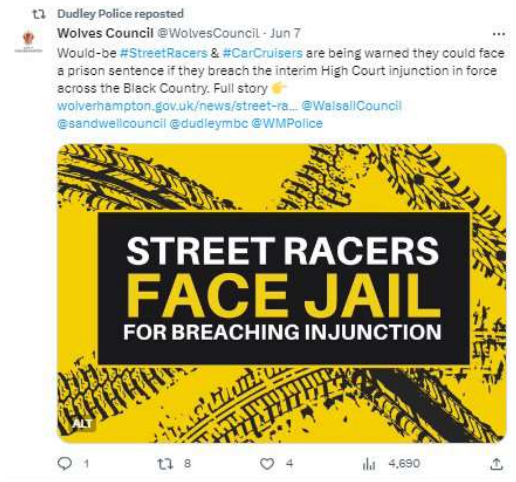 Dudley Police reposted
Wolves Council @WolvesCouncil · Jun 7
Would-be #StreetRacers & #CarCruisers are being warned they could face
a prison sentence if they breach the interim High Court injunction in force
across the Black Country. Full story 👉
wolverhampton.gov.uk/news/street-ra... @WalsallCouncil
@sandwellcouncil @dudleymbc @WMPolice
STREET RACERS
FACE JAIL
FOR BREACHING INJUNCTION
ALT
1 8 4 4,690